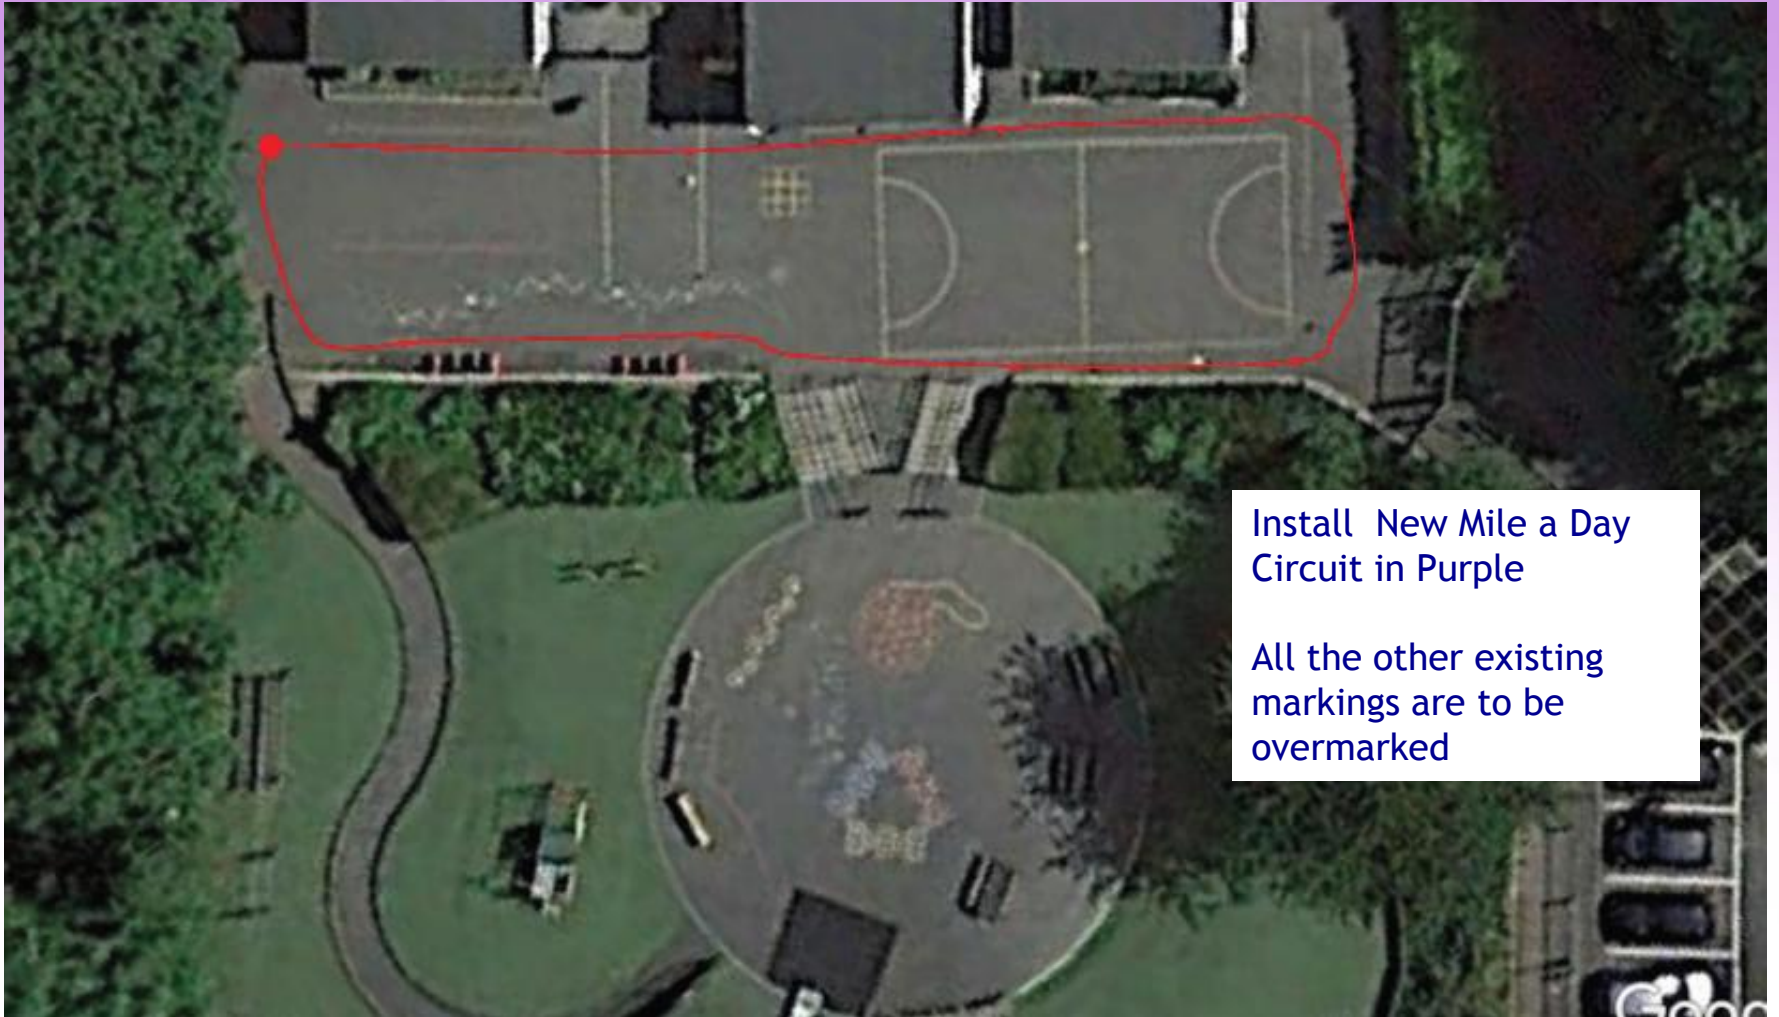 Install  New Mile a Day
Circuit in Purple
All the other existing
markings are to be
overmarked